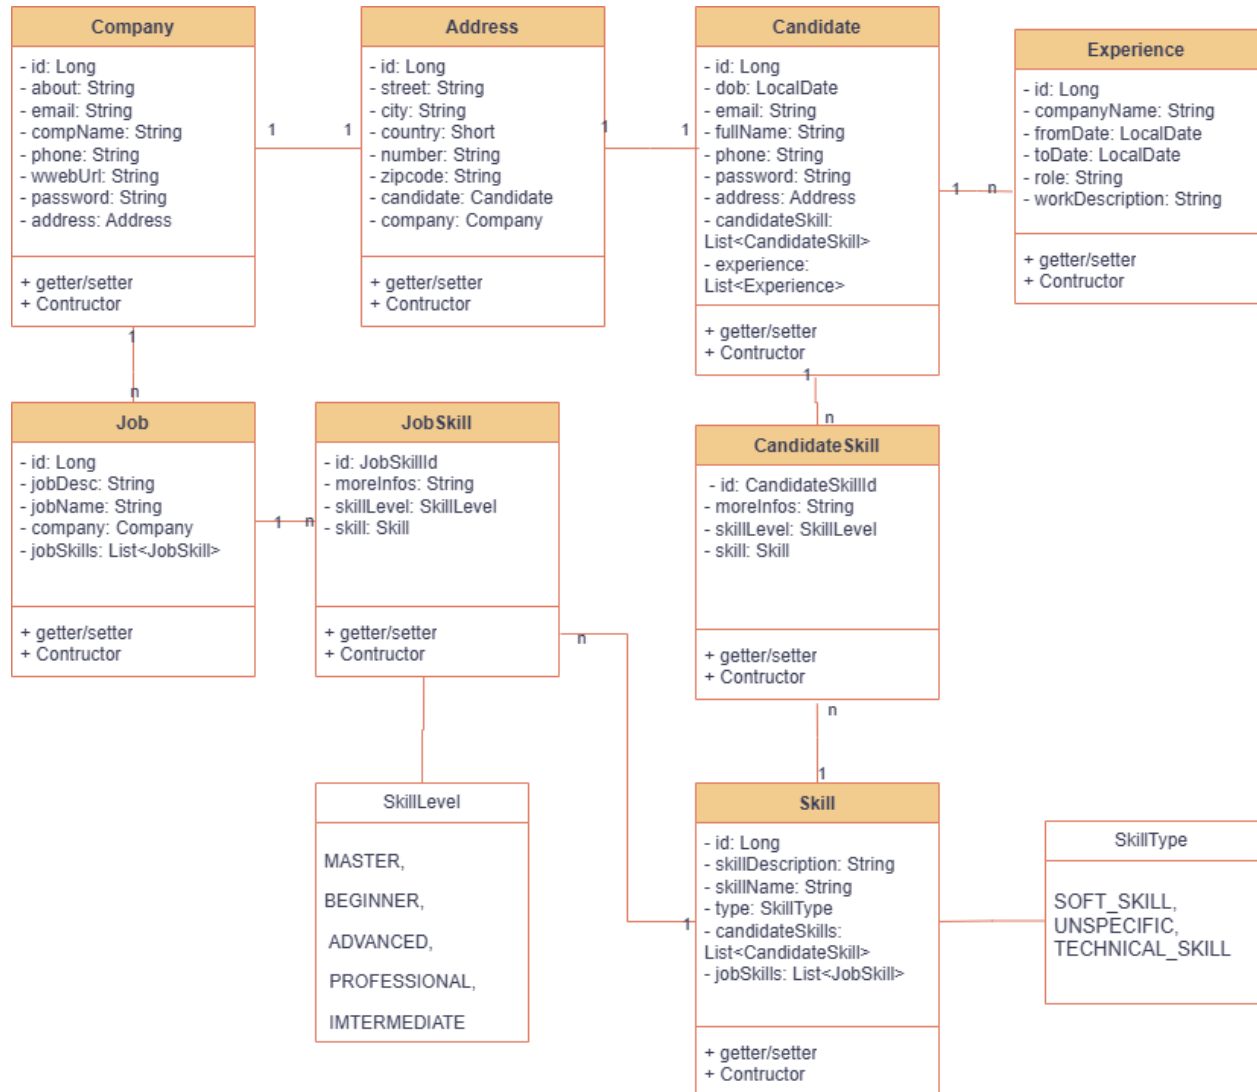 Company
- id: Long
- about: String
- email: String
- compName: String
- phone: String
- wwebUrl: String
- password: String
- address: Address
+ getter/setter
+ Contructor
1
1
Address
- id: Long
- street: String
- city: String
- country: Short
- number: String
- zipcode: String
- candidate: Candidate
- company: Company
+ getter/setter
+ Contructor
1
1
Candidate
- id: Long
- dob: LocalDate
- email: String
- fullName: String
- phone: String
- password: String
- address: Address
- candidateSkill:
List<CandidateSkill>
- experience:
List<Experience>
+ getter/setter
+ Contructor
1
n
Experience
- id: Long
- companyName: String
- fromDate: LocalDate
- toDate: LocalDate
- role: String
- workDescription: String
+ getter/setter
+ Contructor
1
n
Job
- id: Long
- jobDesc: String
- jobName: String
- company: Company
- jobSkills: List<JobSkill>
+ getter/setter
+ Contructor
1
n
JobSkill
- id: JobSkillId
- moreInfos: String
- skillLevel: SkillLevel
- skill: Skill
+ getter/setter
+ Contructor
n
1
1
n
CandidateSkill
- id: CandidateSkillId
- moreInfos: String
- skillLevel: SkillLevel
- skill: Skill
+ getter/setter
+ Contructor
n
1
SkillLevel
MASTER,
BEGINNER,
ADVANCED,
PROFESSIONAL,
IMTERMEDIATE
Skill
- id: Long
- skillDescription: String
- skillName: String
- type: SkillType
- candidateSkills:
List<CandidateSkill>
- jobSkills: List<JobSkill>
+ getter/setter
+ Contructor
SkillType
SOFT_SKILL,
UNSPECIFIC,
TECHNICAL_SKILL